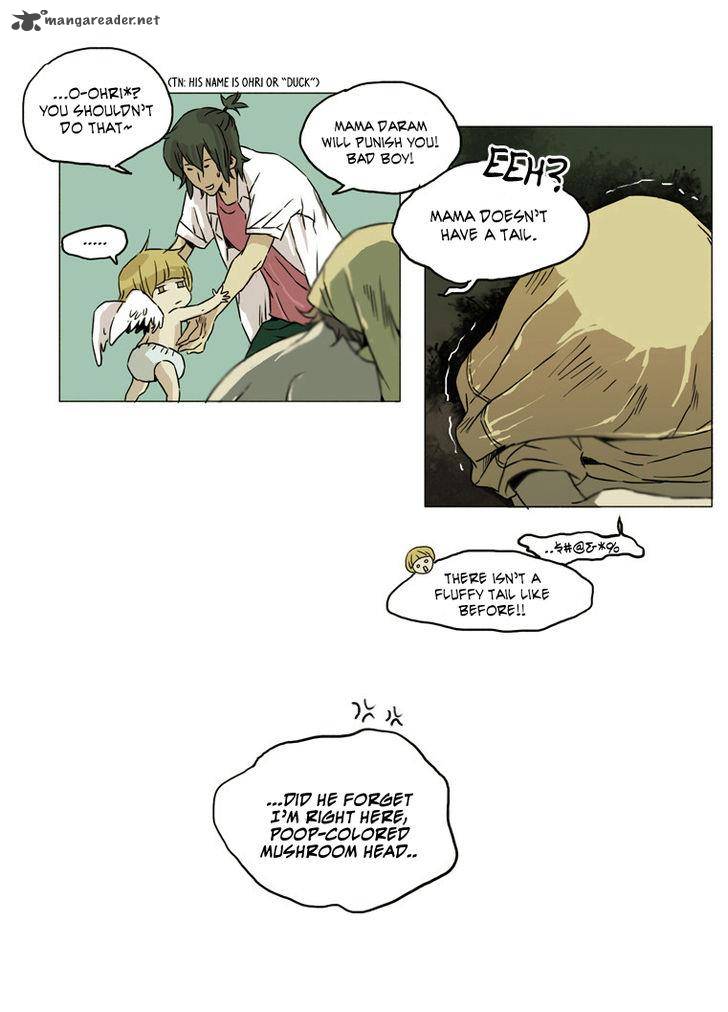 mangareader.net
(TN: HIS NAME IS OHRI OR "DUCK")
...O-OHRI*?
YOU SHOULDN'T
DO THAT~
MAMA DARAM
WILL PUNISH YOU!
BAD BOY!
.....
EEH?
MAMA DOESN'T
HAVE A TAIL.
..$#@&*%
THERE ISN'T A
FLUFFY TAIL LIKE
BEFORE!!
...DID HE FORGET
I'M RIGHT HERE,
POOP-COLORED
MUSHROOM HEAD..